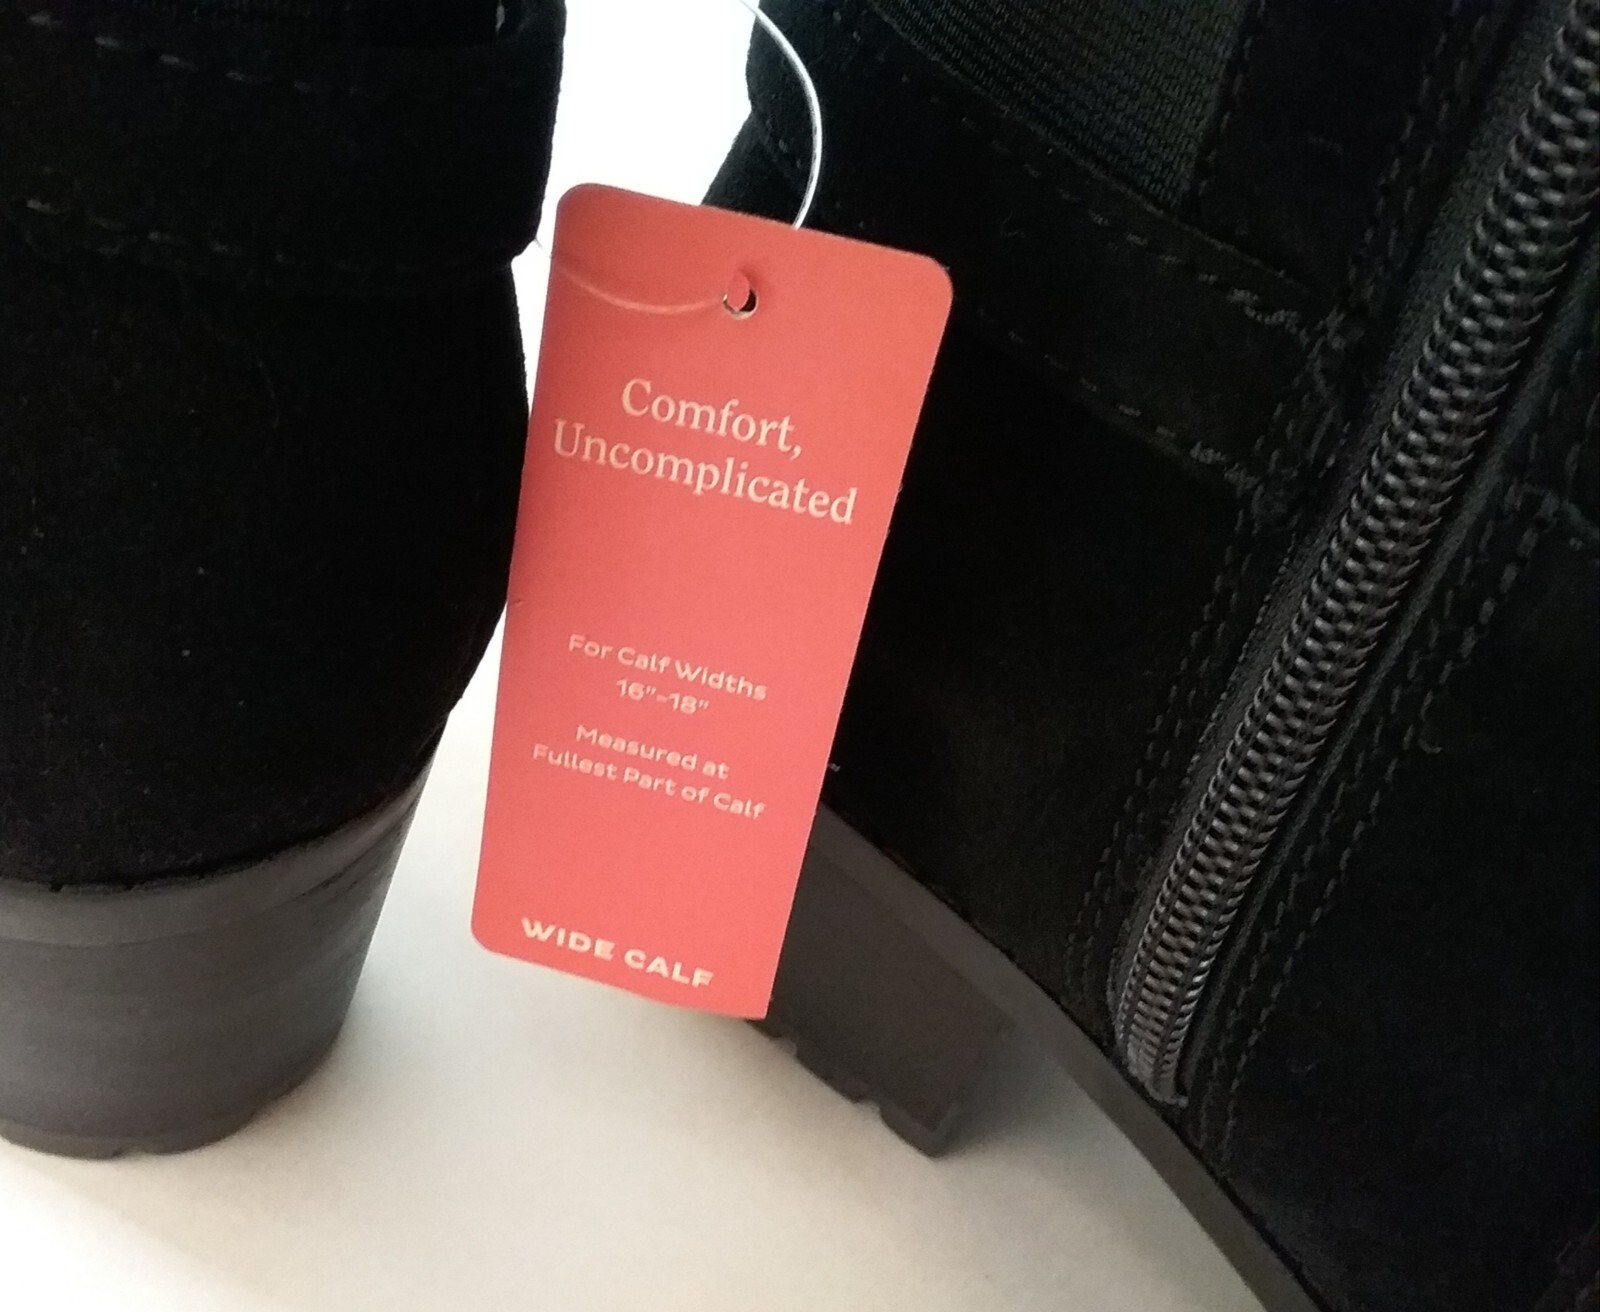 Comfort,
Uncomplicated
For Calf Widths
16"-18"
Measured at
Fullest Part of Calf
WIDE CALF